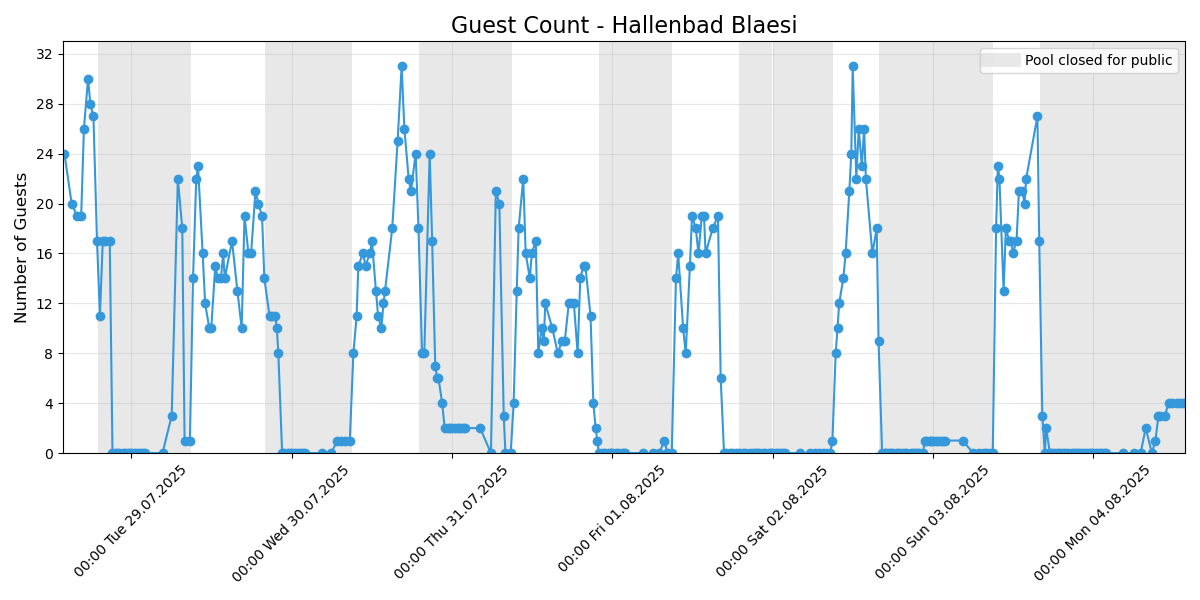 Guest Count - Hallenbad Blaesi
Pool closed for public
Number of Guests
32
28
24
20
16
12
8
4
0
00:00 Tue 29.07.2025
00:00 Wed 30.07.2025
00:00 Thu 31.07.2025
00:00 Fri 01.08.2025
00:00 Sat 02.08.2025
00:00 Sun 03.08.2025
00:00 Mon 04.08.2025